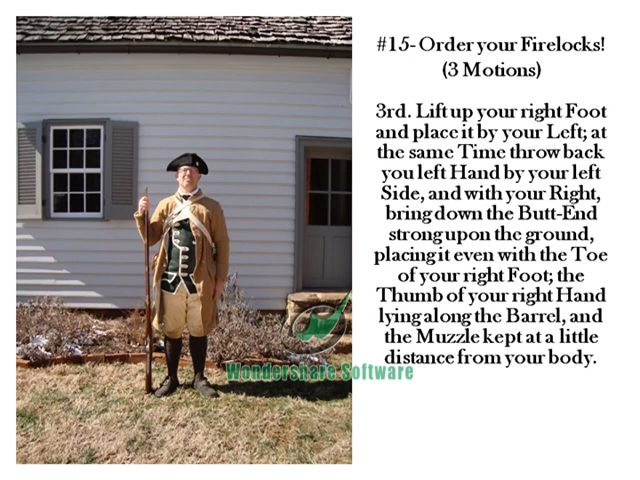 #15- Order your Firelocks!
(3 Motions)
3rd. Lift up your right Foot
and place it by your Left; at
the same Time throw back
you left Hand by your left
Side, and with your Right,
bring down the Butt-End
strong upon the ground,
placing it even with the Toe
of your right Foot; the
Thumb of your right Hand
lying along the Barrel, and
the Muzzle kept at a little
distance from your body.
Wondershare Software